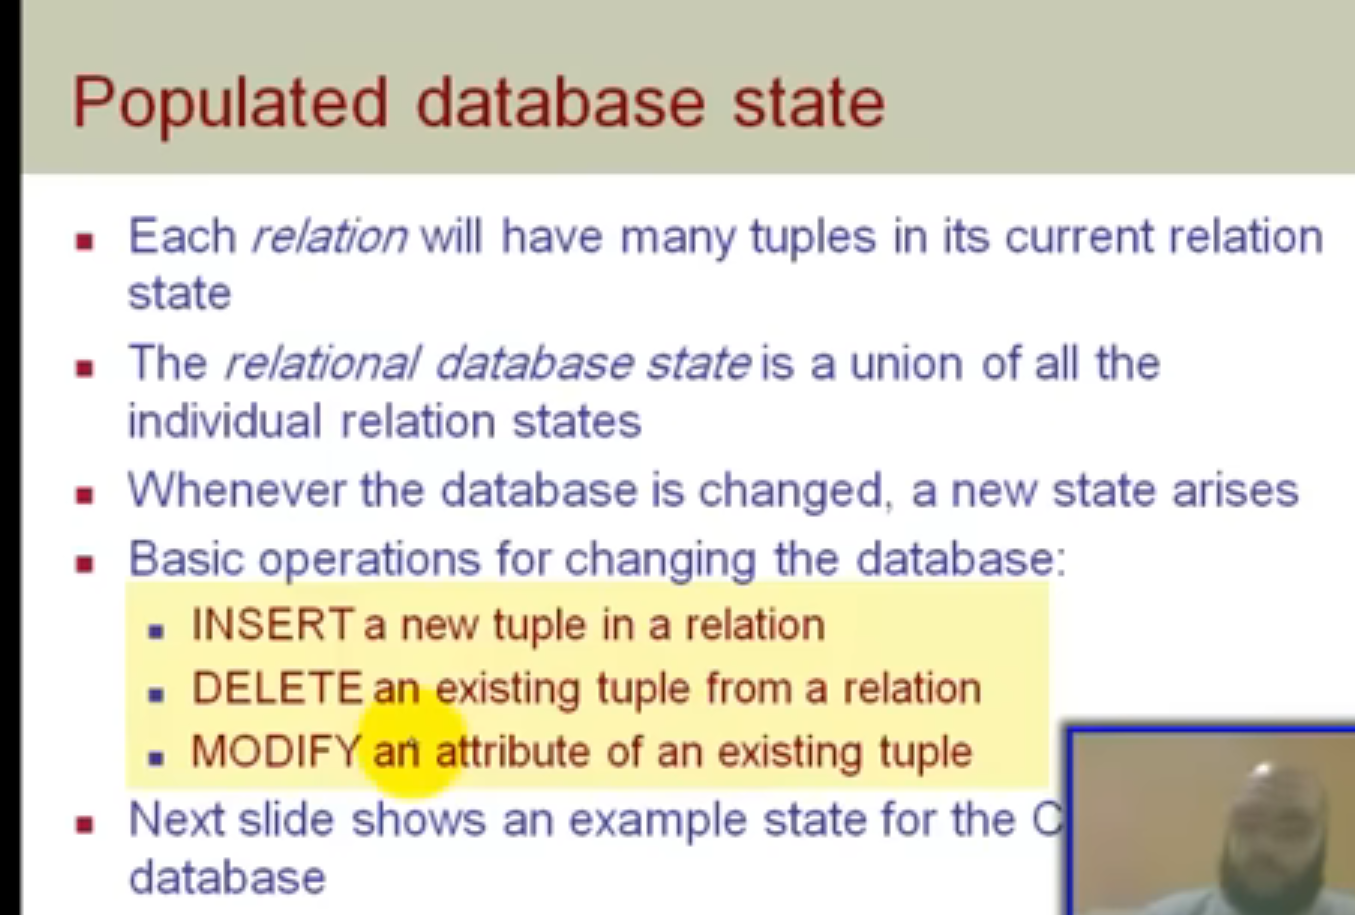 Populated database state
Each relation will have many tuples in its current relation
state
The relational database state is a union of all the
individual relation states
Whenever the database is changed, a new state arises
Basic operations for changing the database:
INSERT a new tuple in a relation
DELETE an existing tuple from a relation
MODIFY an attribute of an existing tuple
Next slide shows an example state for the C
database